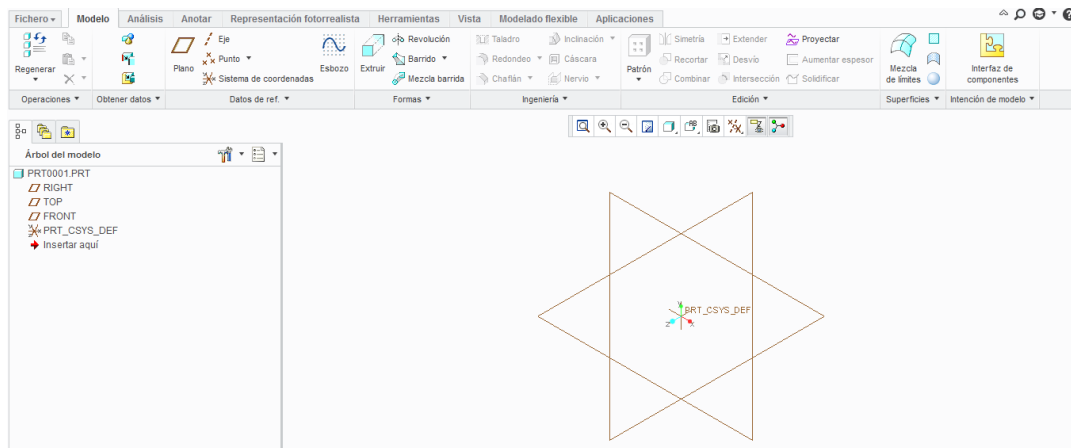 Fichero Modelo Análisis Anotar Representación fotorrealista Herramientas Vista Modelado flexible Aplicaciones
Regenerar
Plano
Eje
Punto
Sistema de coordenadas
Esbozo
Extruir
Revolución
Barrido
Mezcla barrida
Taladro
Redondeo
Chaflán
Inclinación
Cáscara
Nervio
Patrón
Simetría
Recortar
Combinar
Extender
Desvío
Intersección
Proyectar
Aumentar espesor
Solidificar
Mezcla
de límites
Interfaz de
componentes
Operaciones Obtener datos Datos de ref. Formas Ingeniería Edición Superficies Intención de modelo
Árbol del modelo
PRT0001.PRT
RIGHT
TOP
FRONT
PRT_CSYS_DEF
Insertar aquí
Y
PRT_CSYS_DEF
Z X